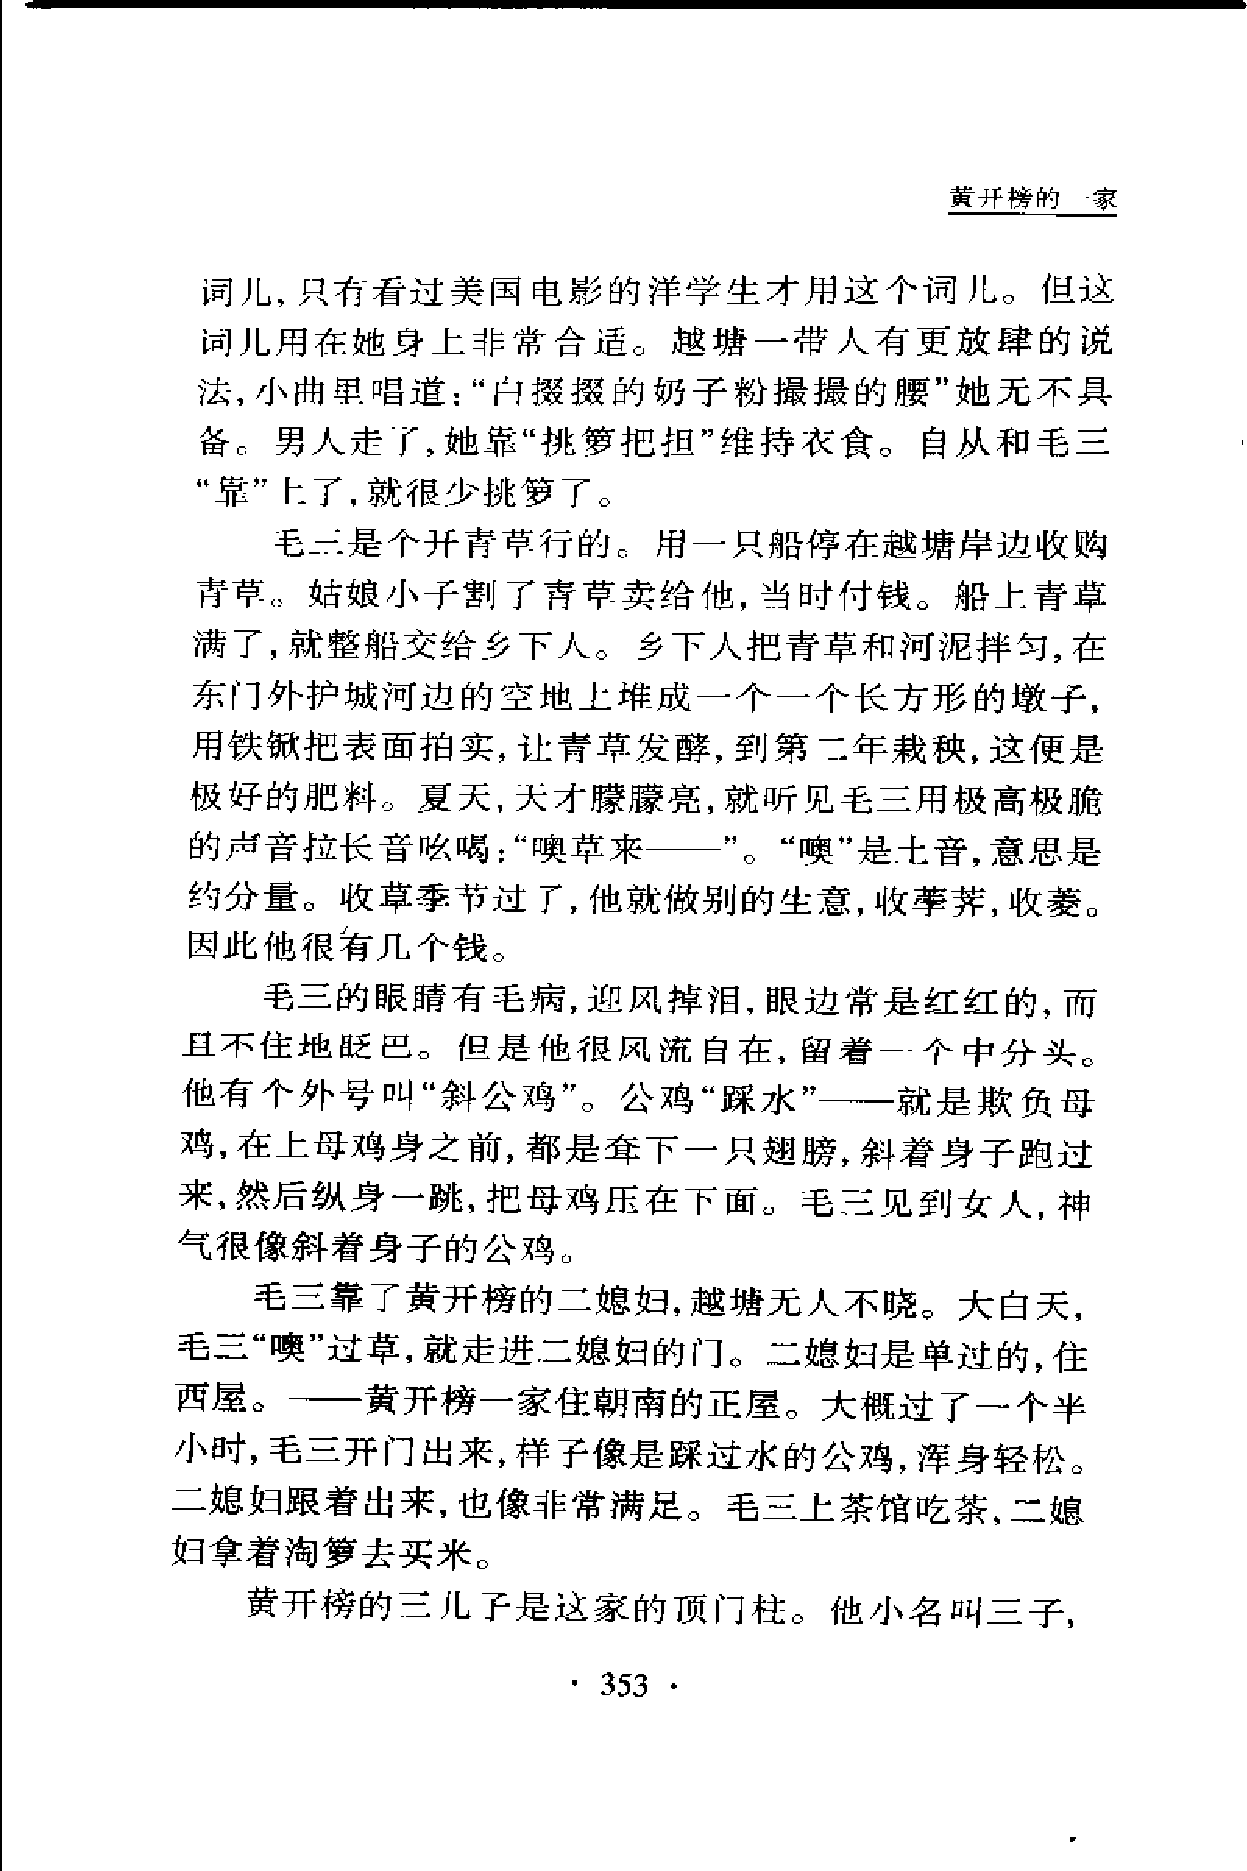 黄开榜的一家
词儿,只有看过美国电影的洋学生才用这个词儿。但这
词儿用在她身上非常合适。越塘一带人有更放肆的说
法,小曲里唱道:“白掇掇的奶子粉撮撮的腰”她无不具
备。男人走了,她靠“挑箩把担”维持衣食。自从和毛三
“靠”上了,就很少挑箩了。
毛三是个开青草行的。用一只船停在越塘岸边收购
青草。姑娘小子割了青草卖给他,当时付钱。船上青草
满了,就整船交给乡下人。乡下人把青草和河泥拌匀,在
东门外护城河边的空地上堆成一个一个长方形的墩子,
用铁锨把表面拍实,让青草发酵,到第二年栽秧,这便是
极好的肥料。夏天,天才朦朦亮,就听见毛三用极高极脆
的声音拉长音吆喝:“噢草来——”。“噢”是土音,意思是
约分量。收草季节过了,他就做别的生意,收荸荠,收菱。
因此他很有几个钱。
毛三的眼睛有毛病,迎风掉泪,眼边常是红红的,而
且不住地眨巴。但是他很风流自在,留着一个中分头。
他有个外号叫“斜公鸡”。公鸡“踩水”——就是欺负母
鸡,在上母鸡身之前,都是耷下一只翅膀,斜着身子跑过
来,然后纵身一跳,把母鸡压在下面。毛三见到女人,神
气很像斜着身子的公鸡。
毛三靠了黄开榜的二媳妇,越塘无人不晓。大白天,
毛三“噢”过草,就走进二媳妇的门。二媳妇是单过的,住
西屋。——黄开榜一家住朝南的正屋。大概过了一个半
小时,毛三开门出来,样子像是踩过水的公鸡,浑身轻松。
二媳妇跟着出来,也像非常满足。毛三上茶馆吃茶,二媳
妇拿着淘箩去买米。
黄开榜的三儿子是这家的顶门柱。他小名叫三子,
· 353 ·